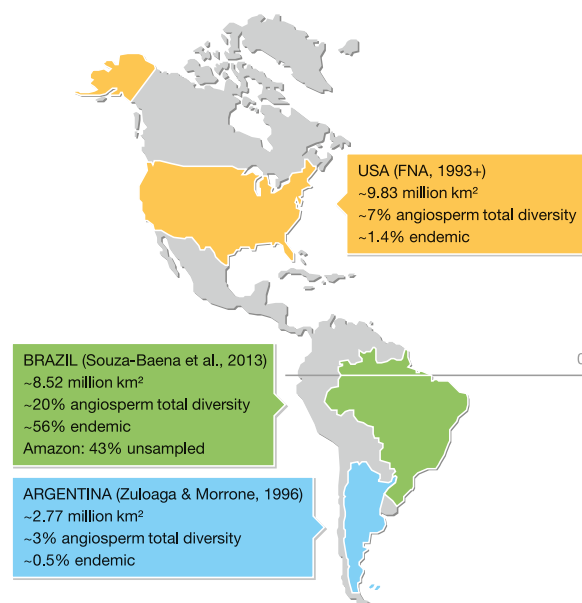 USA (FNA, 1993+)
~9.83 million km²
~7% angiosperm total diversity
~1.4% endemic
BRAZIL (Souza-Baena et al., 2013)
~8.52 million km²
~20% angiosperm total diversity
~56% endemic
Amazon: 43% unsampled
ARGENTINA (Zuloaga & Morrone, 1996)
~2.77 million km²
~3% angiosperm total diversity
~0.5% endemic